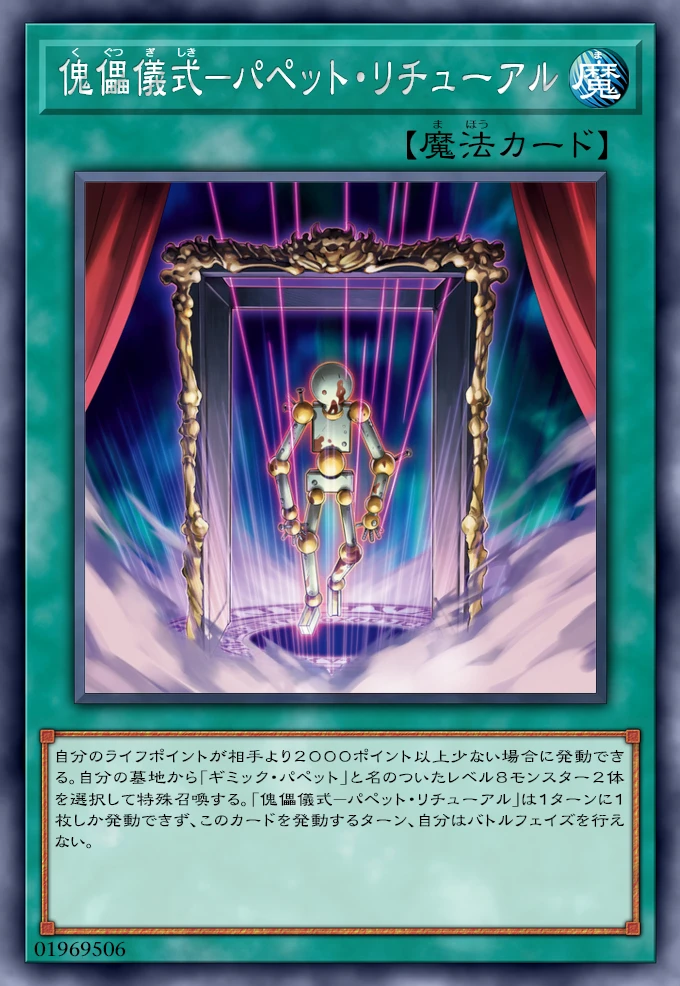 傀儡儀式－パペット・リチューアル 魔
【魔法カード】
自分のライフポイントが相手より２０００ポイント以上少ない場合に発動でき
る。自分の墓地から「ギミック・パペット」と名のついたレベル８モンスター２体
を選択して特殊召喚する。「傀儡儀式－パペット・リチューアル」は１ターンに１
枚しか発動できず、このカードを発動するターン、自分はバトルフェイズを行え
ない。
01969506